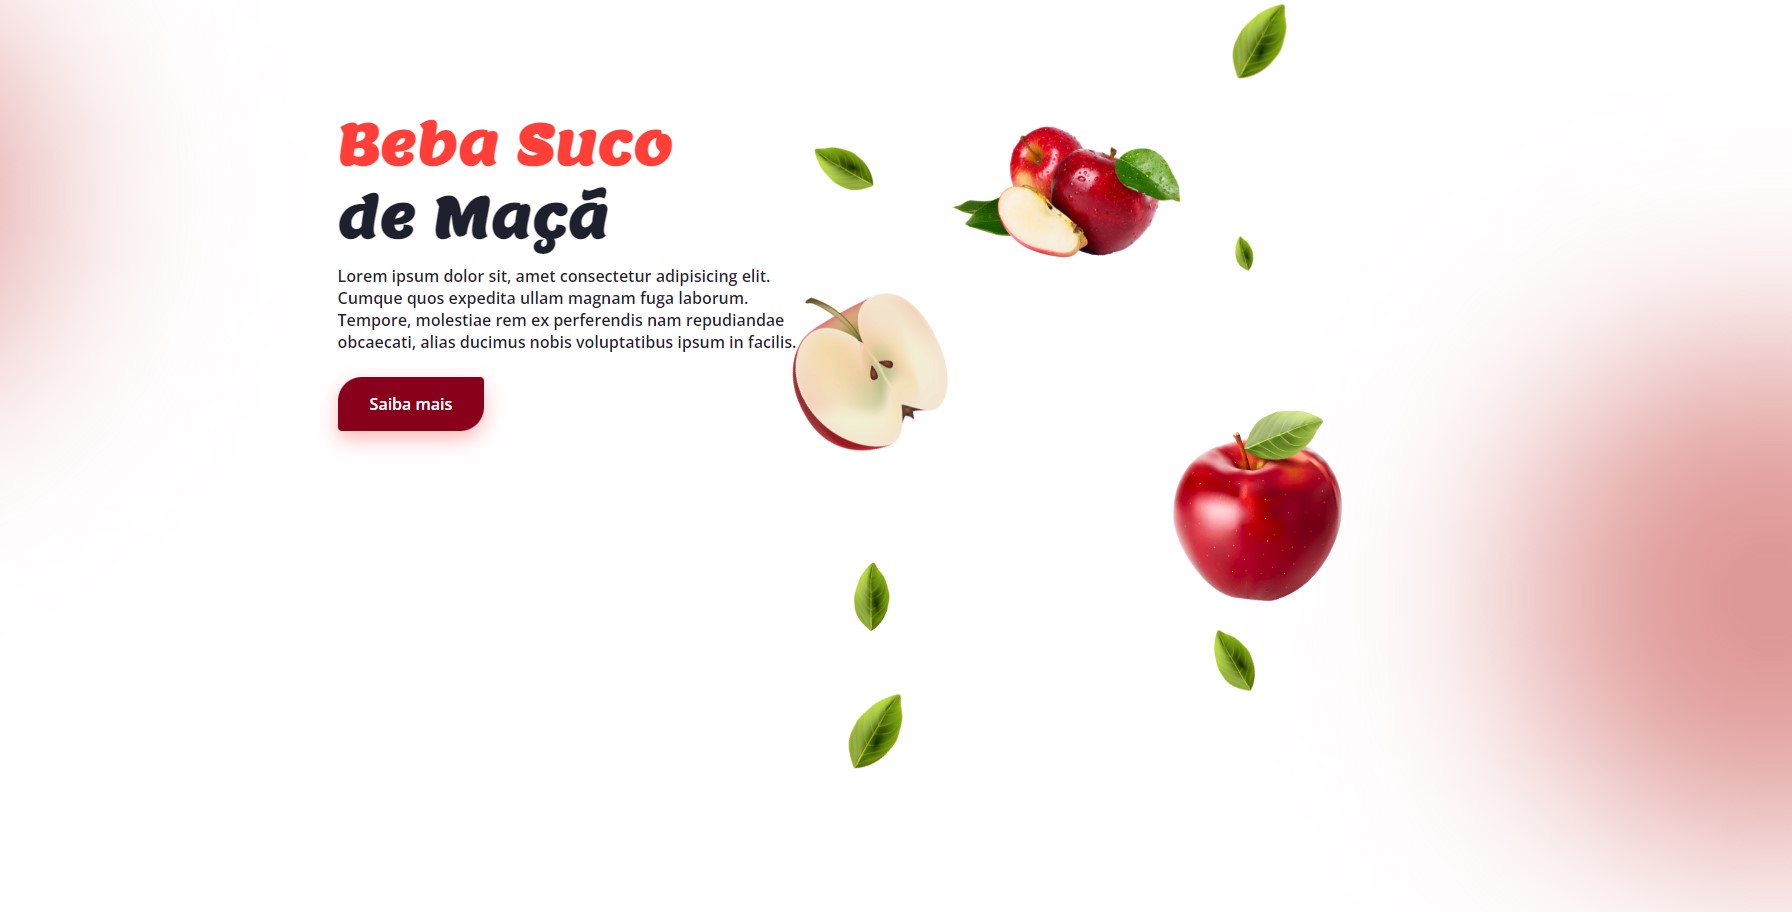 Beba Suco
de Maçã
Lorem ipsum dolor sit, amet consectetur adipisicing elit.
Cumque quos expedita ullam magnam fuga laborum.
Tempore, molestiae rem ex perferendis nam repudiandae
obcaecati, alias ducimus nobis voluptatibus ipsum in facilis.
Saiba mais